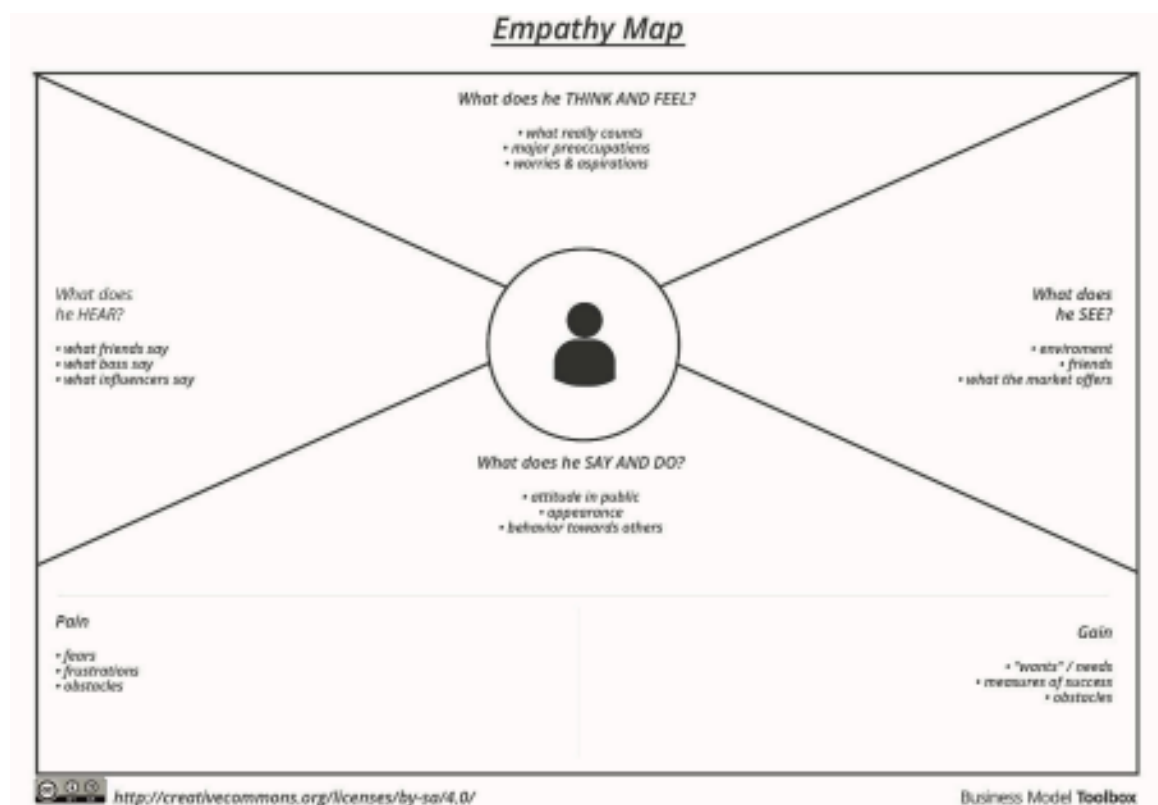 Empathy Map
What does he THINK AND FEEL?
• what really counts
• major preoccupations
• worries & aspirations
What does
he HEAR?
• what friends say
• what boss say
• what influencers say
What does
he SEE?
• enviroment
• friends
• what the market offers
What does he SAY AND DO?
• attitude in public
• appearance
• behavior towards others
Pain
• fears
• frustrations
• obstacles
Gain
• "wants" / needs
• measures of success
• obstacles
http://creativecommons.org/licenses/by-sa/4.0/
Business Model Toolbox